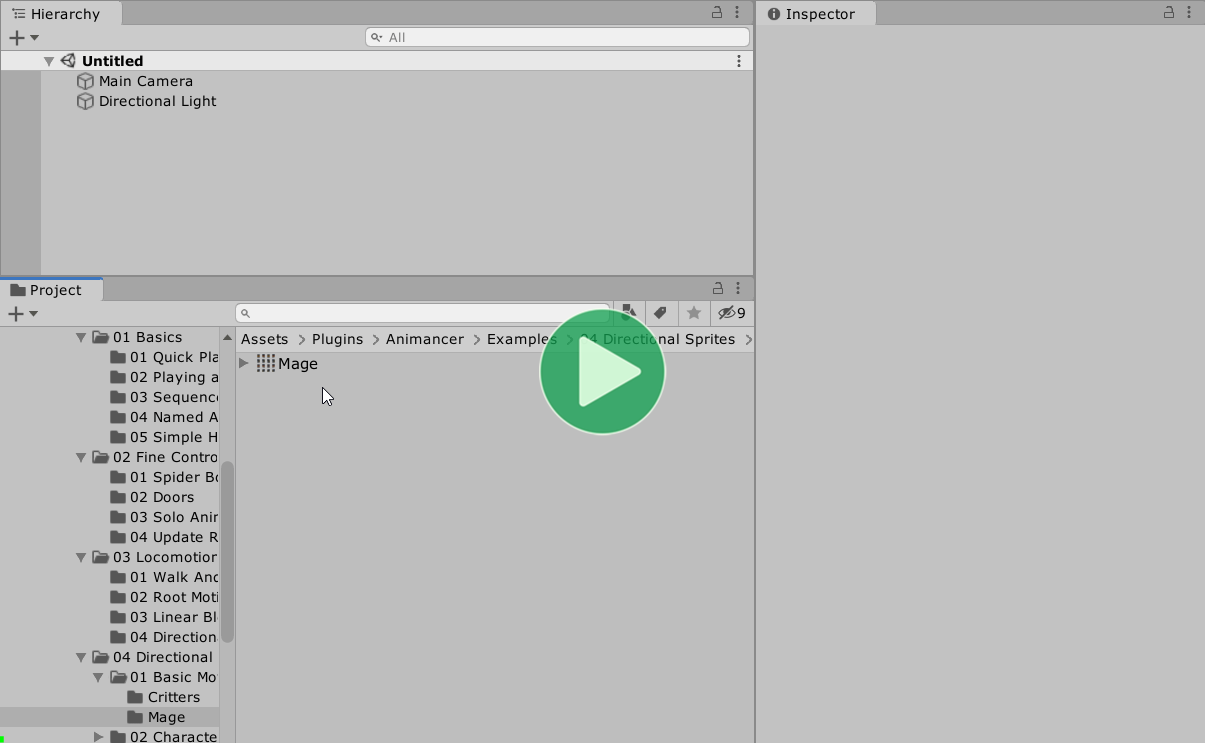 Hierarchy
All
Untitled
Main Camera
Directional Light
Inspector
Project
9
01 Basics
01 Quick Pla
02 Playing a
03 Sequenc
04 Named A
05 Simple H
02 Fine Contro
01 Spider Bo
02 Doors
03 Solo Anir
04 Update R
03 Locomotion
01 Walk And
02 Root Moti
03 Linear Bl
04 Direction
04 Directional
01 Basic Mo
Critters
Mage
02 Characte
Assets > Plugins > Animancer > Examples > 04 Directional Sprites >
Mage